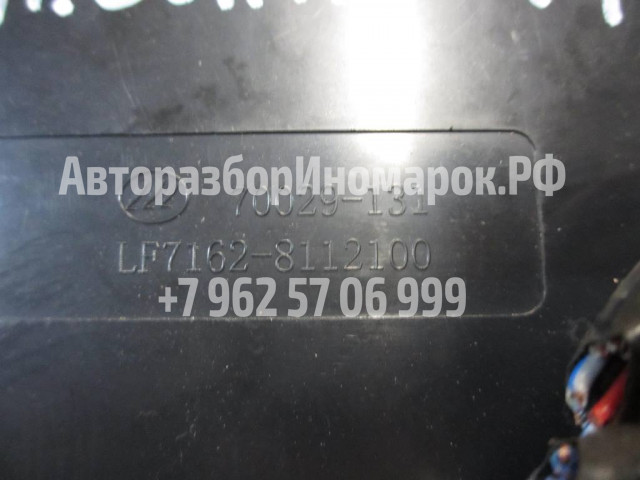 АвторазборИномарок.РФ
70029-131
LF7162-8112100
+7 962 57 06 999